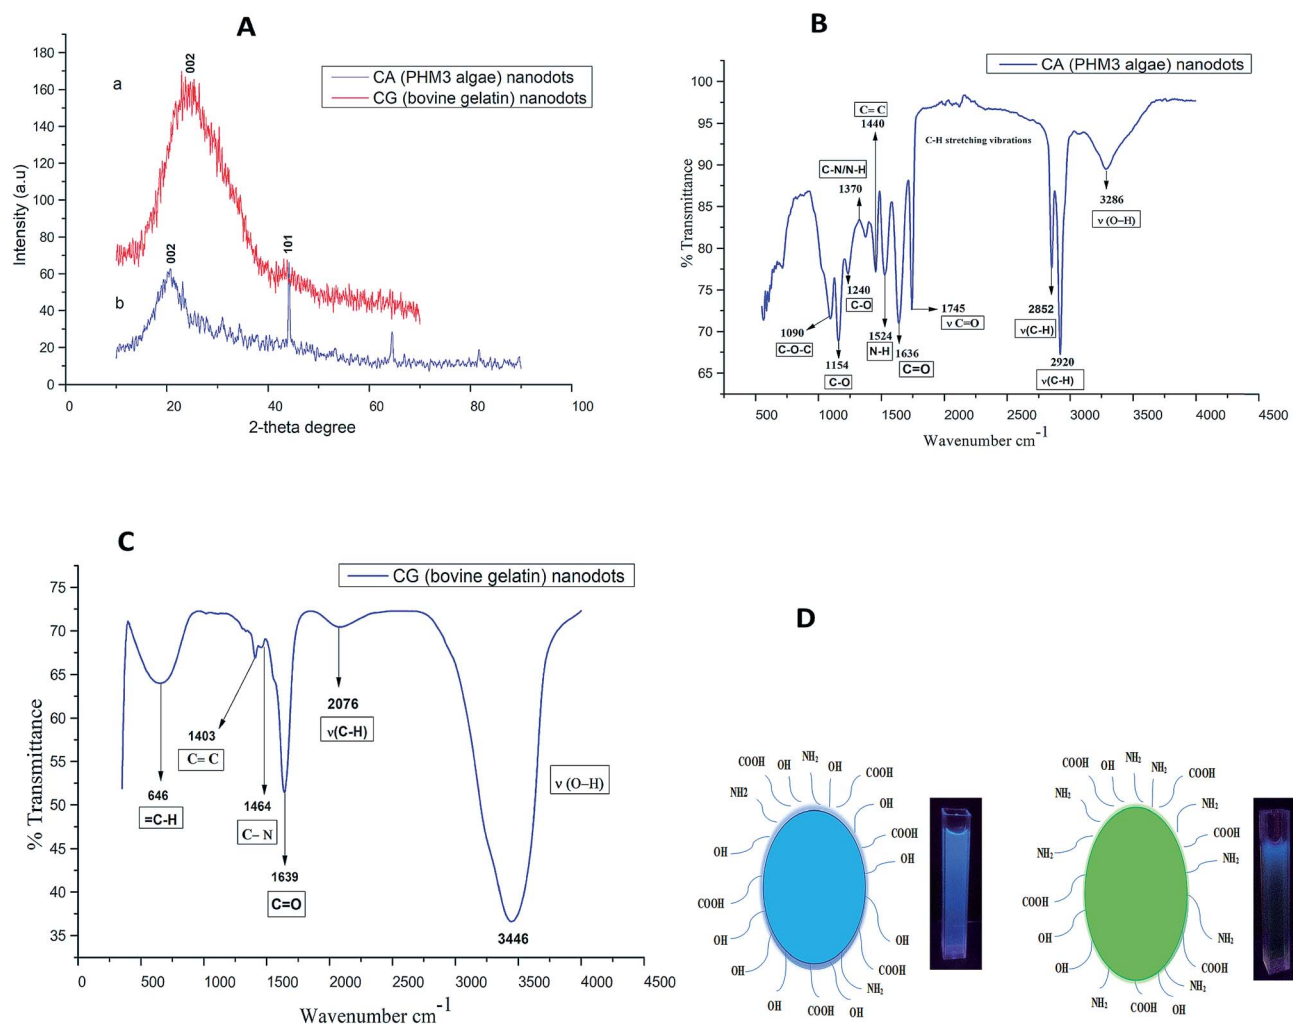 A
CA (PHM3 algae) nanodots
CG (bovine gelatin) nanodots
a
b
002
002
101
Intensity (a.u)
180
160
140
120
100
80
60
40
20
0
0 20 40 60 80 100
2-theta degree
B
CA (PHM3 algae) nanodots
% Transmittance
100
95
90
85
80
75
70
65
C=C
1440
C-N/N-H
1370
C-H stretching vibrations
3286
ν (O–H)
1240
C-O
1745
ν C=O
2852
ν(C-H)
1090
C-O-C
1524
N-H
1636
C=O
1154
C-O
2920
ν(C-H)
500 1000 1500 2000 2500 3000 3500 4000 4500
Wavenumber cm-1
C
CG (bovine gelatin) nanodots
% Transmittance
75
70
65
60
55
50
45
40
35
2076
ν(C-H)
1403
C= C
646
=C-H
1464
C– N
1639
C=O
ν (O–H)
3446
0 500 1000 1500 2000 2500 3000 3500 4000 4500
Wavenumber cm-1
D
COOH
OH
NH2
OH
COOH
NH2
OH
COOH
OH
OH
COOH
OH
OH
OH
COOH
NH2
OH
COOH
OH
COOH
OH
NH2
NH2
COOH
NH2
NH2
COOH
NH2
NH2
COOH
OH
NH2
COOH
COOH
NH2
NH2
COOH
OH